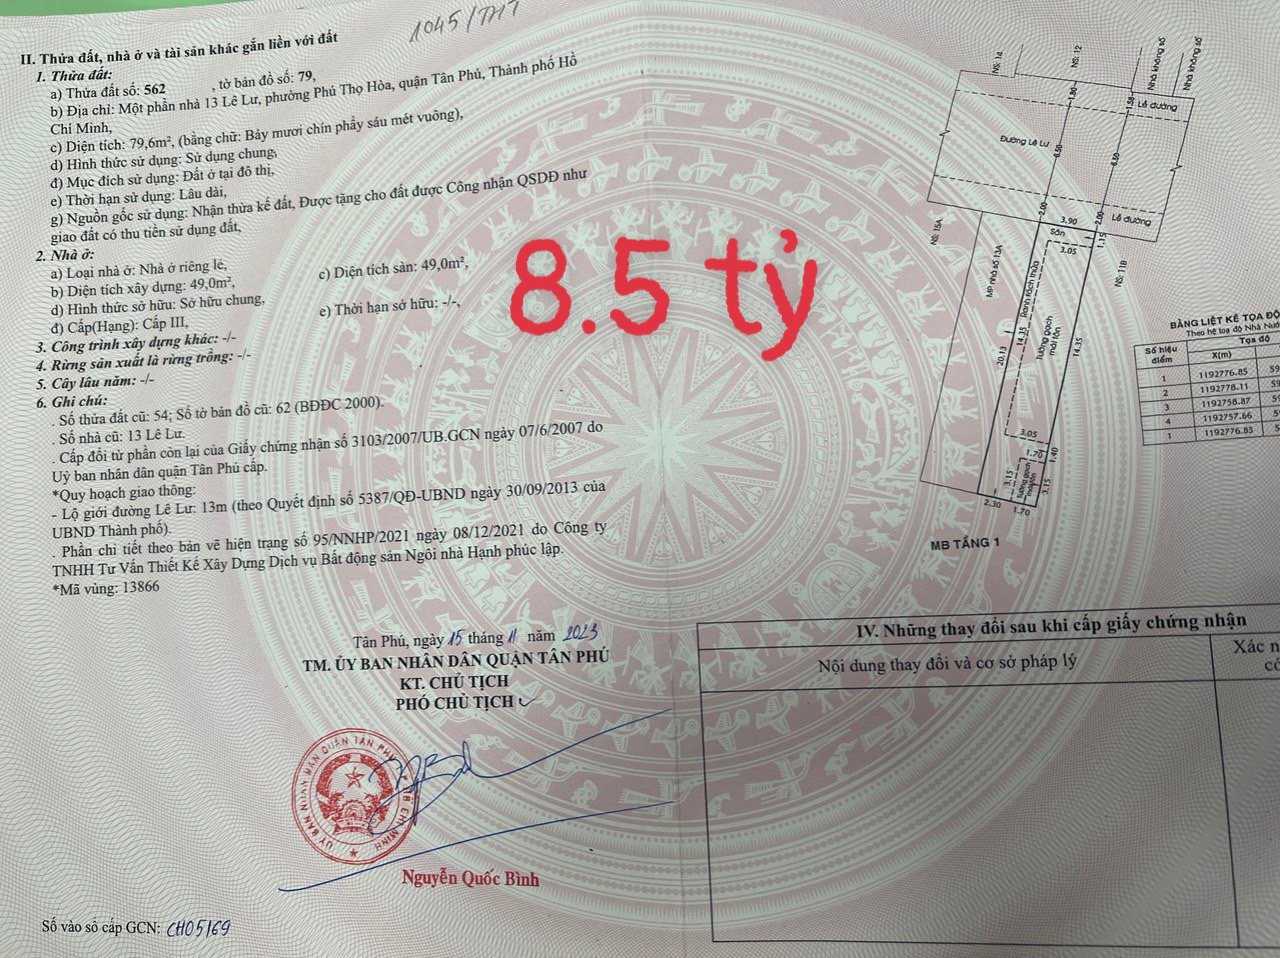 1045/TH1
II. Thửa đất, nhà ở và tài sản khác gắn liền với đất
1. Thửa đất:
a) Thửa đất số: 562 , tờ bản đồ số: 79,
b) Địa chỉ: Một phần nhà 13 Lê Lư, phường Phú Thọ Hòa, quận Tân Phú, Thành phố Hồ
Chí Minh,
c) Diện tích: 79,6m², (bằng chữ: Bảy mươi chín phẩy sáu mét vuông),
d) Hình thức sử dụng: Sử dụng chung,
đ) Mục đích sử dụng: Đất ở tại đô thị,
e) Thời hạn sử dụng: Lâu dài,
g) Nguồn gốc sử dụng: Nhận thừa kế đất, Được tặng cho đất được Công nhận QSDĐ như
giao đất có thu tiền sử dụng đất,
2. Nhà ở:
a) Loại nhà ở: Nhà ở riêng lẻ,
b) Diện tích xây dựng: 49,0m², c) Diện tích sàn: 49,0m²,
d) Hình thức sở hữu: Sở hữu chung, e) Thời hạn sở hữu: -/-,
đ) Cấp(Hạng): Cấp III,
3. Công trình xây dựng khác: -/-
4. Rừng sản xuất là rừng trồng: -/-
5. Cây lâu năm: -/-
6. Ghi chú:
. Số thửa đất cũ: 54; Số tờ bản đồ cũ: 62 (BĐĐC 2000).
. Số nhà cũ: 13 Lê Lư.
. Cấp đổi từ phần còn lại của Giấy chứng nhận số 3103/2007/UB.GCN ngày 07/6/2007 do
Uỷ ban nhân dân quận Tân Phú cấp.
*Quy hoạch giao thông:
- Lộ giới đường Lê Lư: 13m (theo Quyết định số 5387/QĐ-UBND ngày 30/09/2013 của
UBND Thành phố).
. Phần chi tiết theo bản vẽ hiện trạng số 95/NNHP/2021 ngày 08/12/2021 do Công ty
TNHH Tư Vấn Thiết Kế Xây Dựng Dịch vụ Bất động sản Ngôi nhà Hạnh phúc lập.
*Mã vùng: 13866
8.5 tỷ
Tân Phú, ngày 15 tháng 11 năm 2023
TM. ỦY BAN NHÂN DÂN QUẬN TÂN PHÚ
KT. CHỦ TỊCH
PHÓ CHỦ TỊCH
ỦY BAN NHÂN DÂN QUẬN TÂN PHÚ
TP. HỒ CHÍ MINH
Nguyễn Quốc Bình
Số vào sổ cấp GCN: CH05169
NS: 14
NS: 12
Nhà không số
Nhà không số
1.80
1.58
Lề đường
Đường Lê Lư
6.50
6.50
2.00
2.00
Lề đường
3.90
Sân
1.15
3.05
NS: 15A
MP nhà số 13A
Ranh tách thửa
NS: 11B
20.13
14.35
Tường gạch
mái tôn
14.35
3.05
1.70
1.40
3.15
Tường gạch
3.15
2.30
1.70
MB TẦNG 1
BẢNG LIỆT KÊ TỌA ĐỘ
Theo hệ toạ độ Nhà Nướ
Số hiệu
điểm
Tọa độ
X(m)
1 1192776.85 59
2 1192778.11 59
3 1192758.87 59
4 1192757.66 5
1 1192776.85 5
IV. Những thay đổi sau khi cấp giấy chứng nhận
Nội dung thay đổi và cơ sở pháp lý
Xác n
cơ